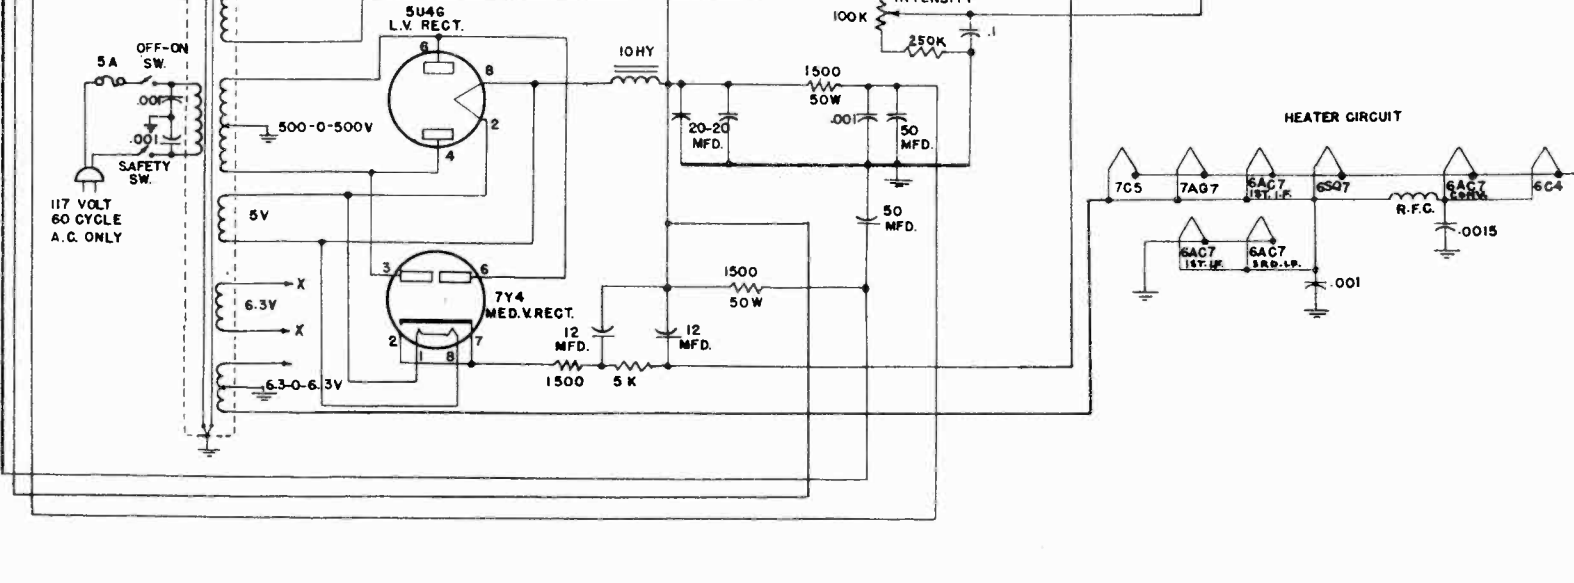 INTENSITY
100K
.1
250K
5U4G
L.V. RECT.
6
8
2
4
OFF-ON
SW.
5A
.001
.001
SAFETY
SW.
117 VOLT
60 CYCLE
A.C. ONLY
500-0-500V
5V
6.3V
X
X
6.3-0-6.3V
10HY
1500
50W
20-20
MFD.
.001
50
MFD.
50
MFD.
1500
50W
3
6
7Y4
MED.V.RECT.
2
1
8
7
12
MFD.
12
MFD.
1500
5K
HEATER CIRCUIT
7C5
7AG7
6AC7
1ST. I.F.
6SQ7
R.F.C.
6AC7
CONV.
6C4
.0015
6AC7
1ST. I.F.
6AC7
3RD. I.F.
.001